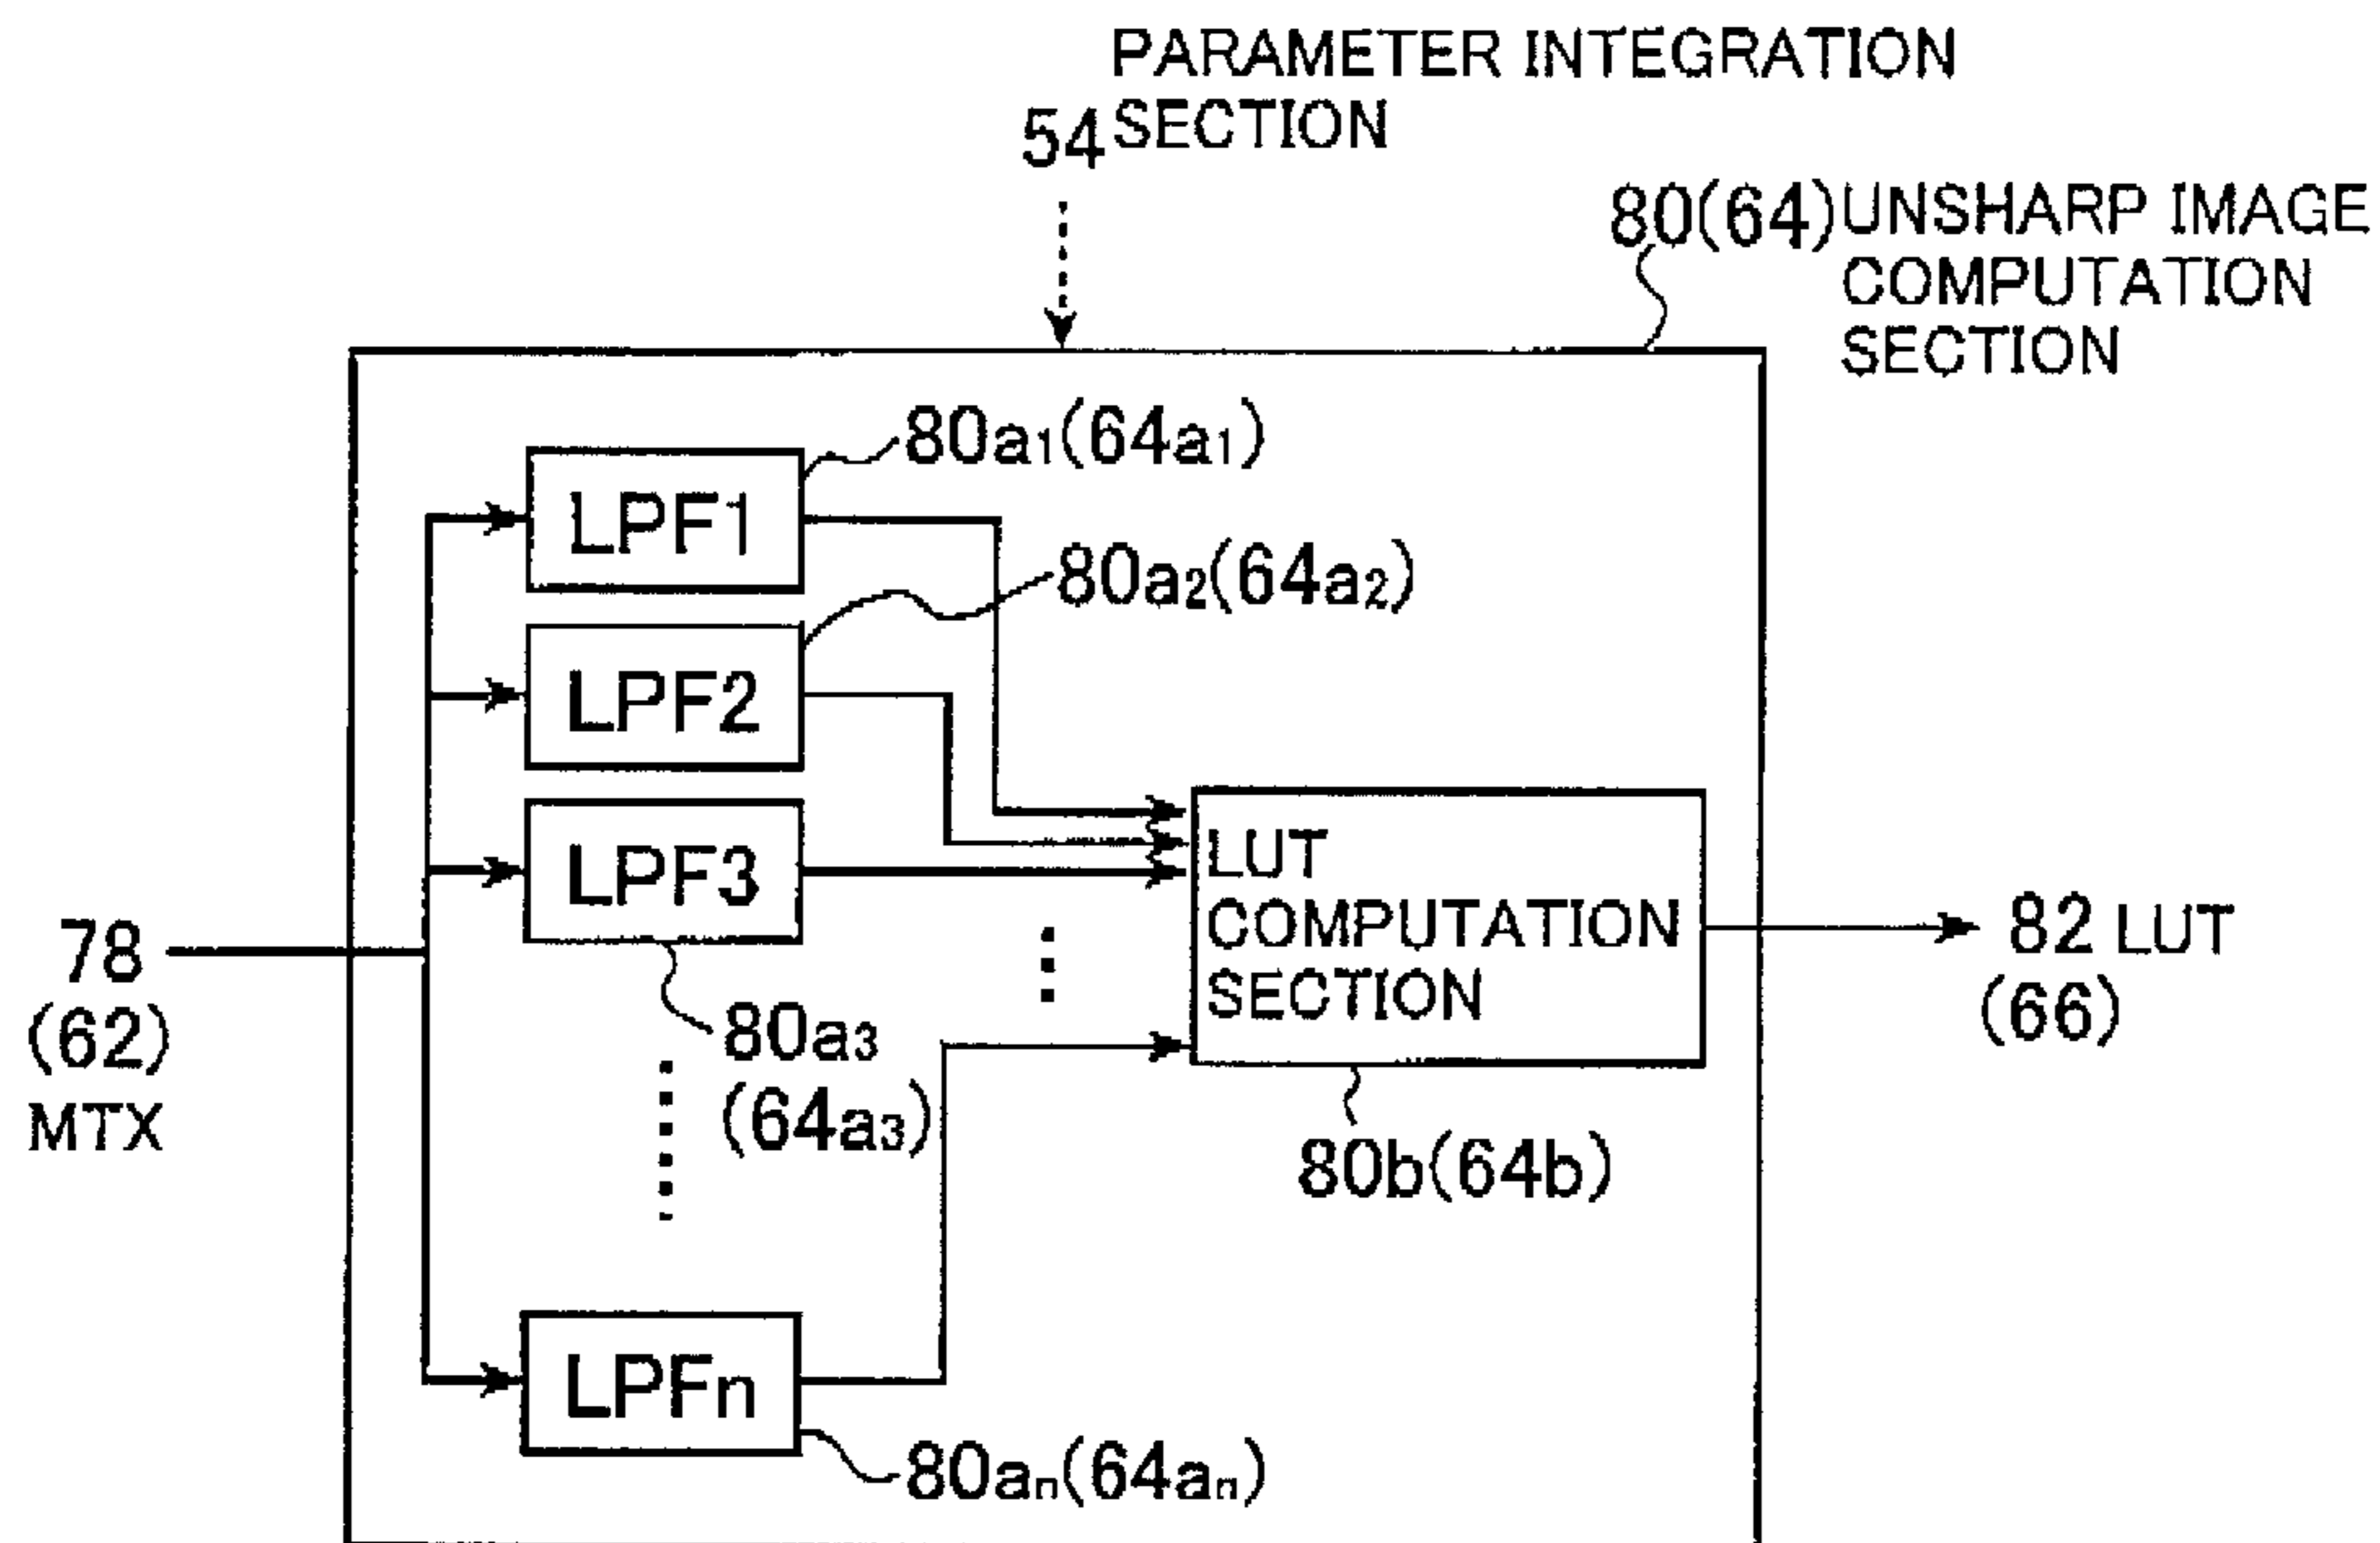 PARAMETER INTEGRATION
54 SECTION
80(64) UNSHARP IMAGE
COMPUTATION
SECTION
80a₁(64a₁)
LPF1
80a₂(64a₂)
LPF2
LPF3
LUT
COMPUTATION
SECTION
78
(62)
MTX
82 LUT
(66)
80a₃
(64a₃)
80b(64b)
LPFn
80aₙ(64aₙ)